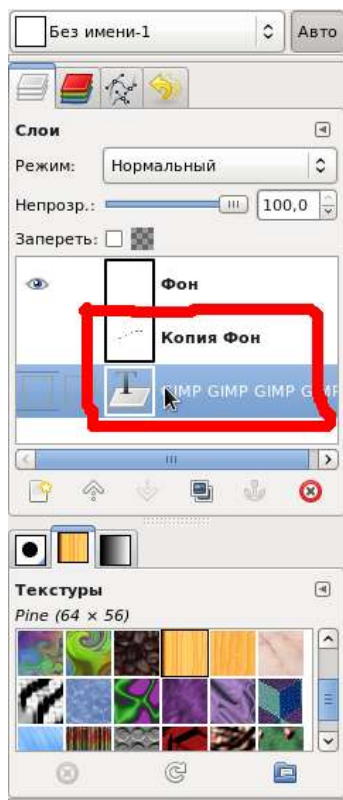 Без имени-1 Авто
Слои
Режим: Нормальный
Непрозр.: 100,0
Запереть:
Фон
Копия Фон
GIMP GIMP GIMP GIMP
Текстуры
Pine (64 × 56)